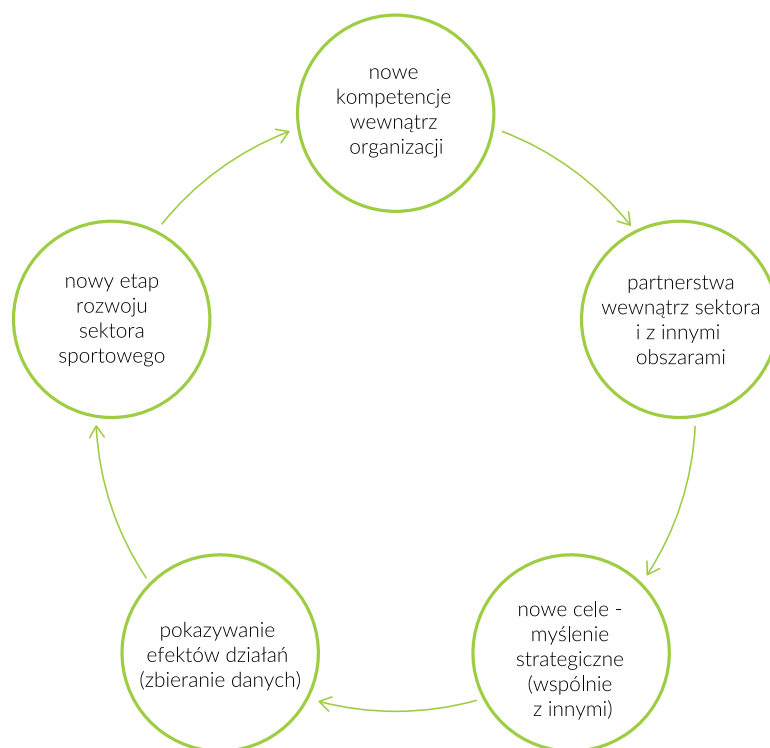 nowe
kompetencje
wewnątrz
organizacji
partnerstwa
wewnątrz sektora
i z innymi
obszarami
nowe cele -
myślenie
strategiczne
(wspólnie
z innymi)
pokazywanie
efektów działań
(zbieranie danych)
nowy etap
rozwoju
sektora
sportowego